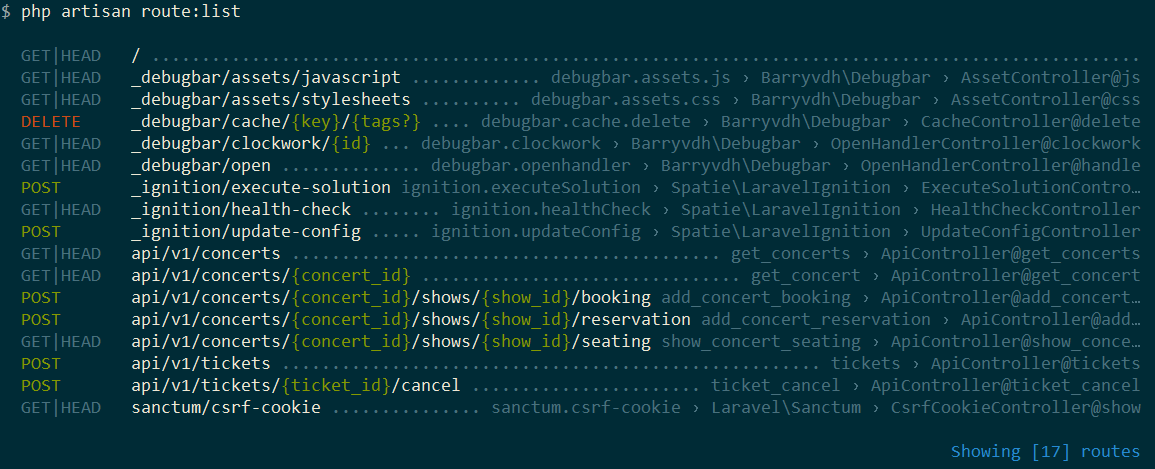 $ php artisan route:list
GET|HEAD / ...................................................................................................
GET|HEAD _debugbar/assets/javascript ............. debugbar.assets.js › Barryvdh\Debugbar › AssetController@js
GET|HEAD _debugbar/assets/stylesheets .......... debugbar.assets.css › Barryvdh\Debugbar › AssetController@css
DELETE _debugbar/cache/{key}/{tags?} .... debugbar.cache.delete › Barryvdh\Debugbar › CacheController@delete
GET|HEAD _debugbar/clockwork/{id} ... debugbar.clockwork › Barryvdh\Debugbar › OpenHandlerController@clockwork
GET|HEAD _debugbar/open .............. debugbar.openhandler › Barryvdh\Debugbar › OpenHandlerController@handle
POST _ignition/execute-solution ignition.executeSolution › Spatie\LaravelIgnition › ExecuteSolutionContro…
GET|HEAD _ignition/health-check ........ ignition.healthCheck › Spatie\LaravelIgnition › HealthCheckController
POST _ignition/update-config ..... ignition.updateConfig › Spatie\LaravelIgnition › UpdateConfigController
GET|HEAD api/v1/concerts ........................................... get_concerts › ApiController@get_concerts
GET|HEAD api/v1/concerts/{concert_id} ................................ get_concert › ApiController@get_concert
POST api/v1/concerts/{concert_id}/shows/{show_id}/booking add_concert_booking › ApiController@add_concert…
POST api/v1/concerts/{concert_id}/shows/{show_id}/reservation add_concert_reservation › ApiController@add…
GET|HEAD api/v1/concerts/{concert_id}/shows/{show_id}/seating show_concert_seating › ApiController@show_conce…
POST api/v1/tickets ...................................................... tickets › ApiController@tickets
POST api/v1/tickets/{ticket_id}/cancel ....................... ticket_cancel › ApiController@ticket_cancel
GET|HEAD sanctum/csrf-cookie ............... sanctum.csrf-cookie › Laravel\Sanctum › CsrfCookieController@show
Showing [17] routes